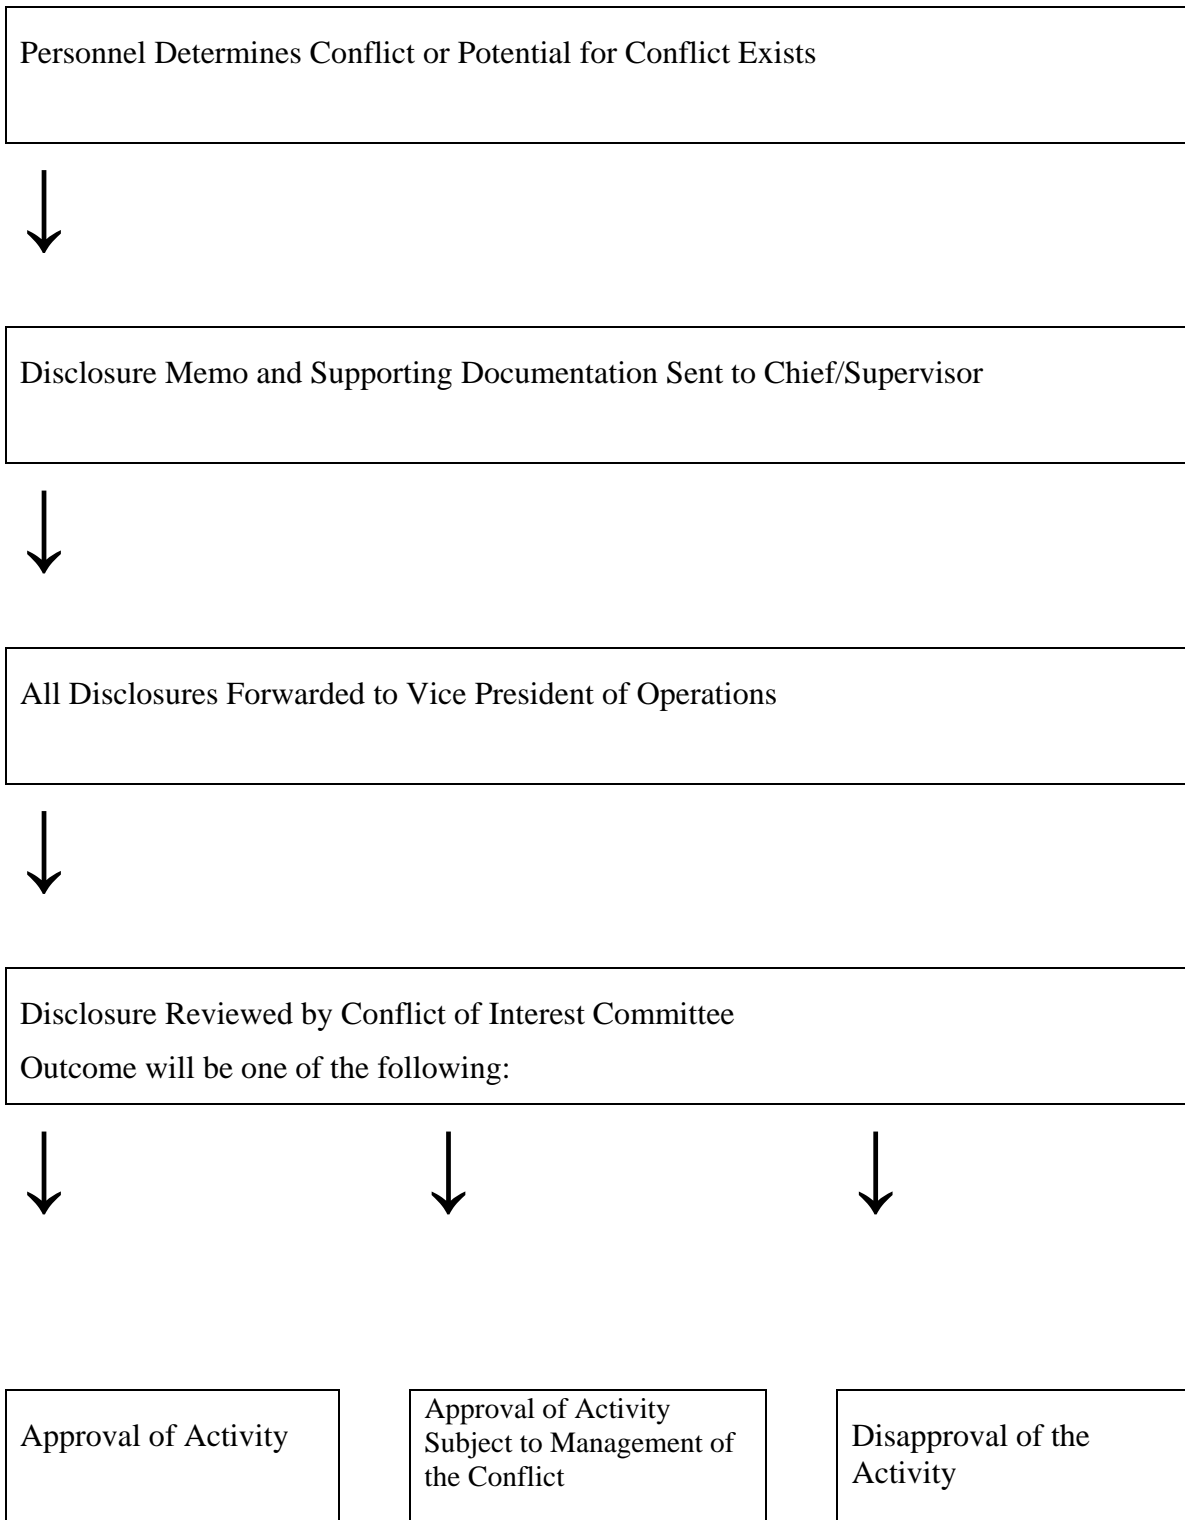 Personnel Determines Conflict or Potential for Conflict Exists
Disclosure Memo and Supporting Documentation Sent to Chief/Supervisor
All Disclosures Forwarded to Vice President of Operations
Disclosure Reviewed by Conflict of Interest Committee
Outcome will be one of the following:
Approval of Activity
Approval of Activity
Subject to Management of
the Conflict
Disapproval of the
Activity